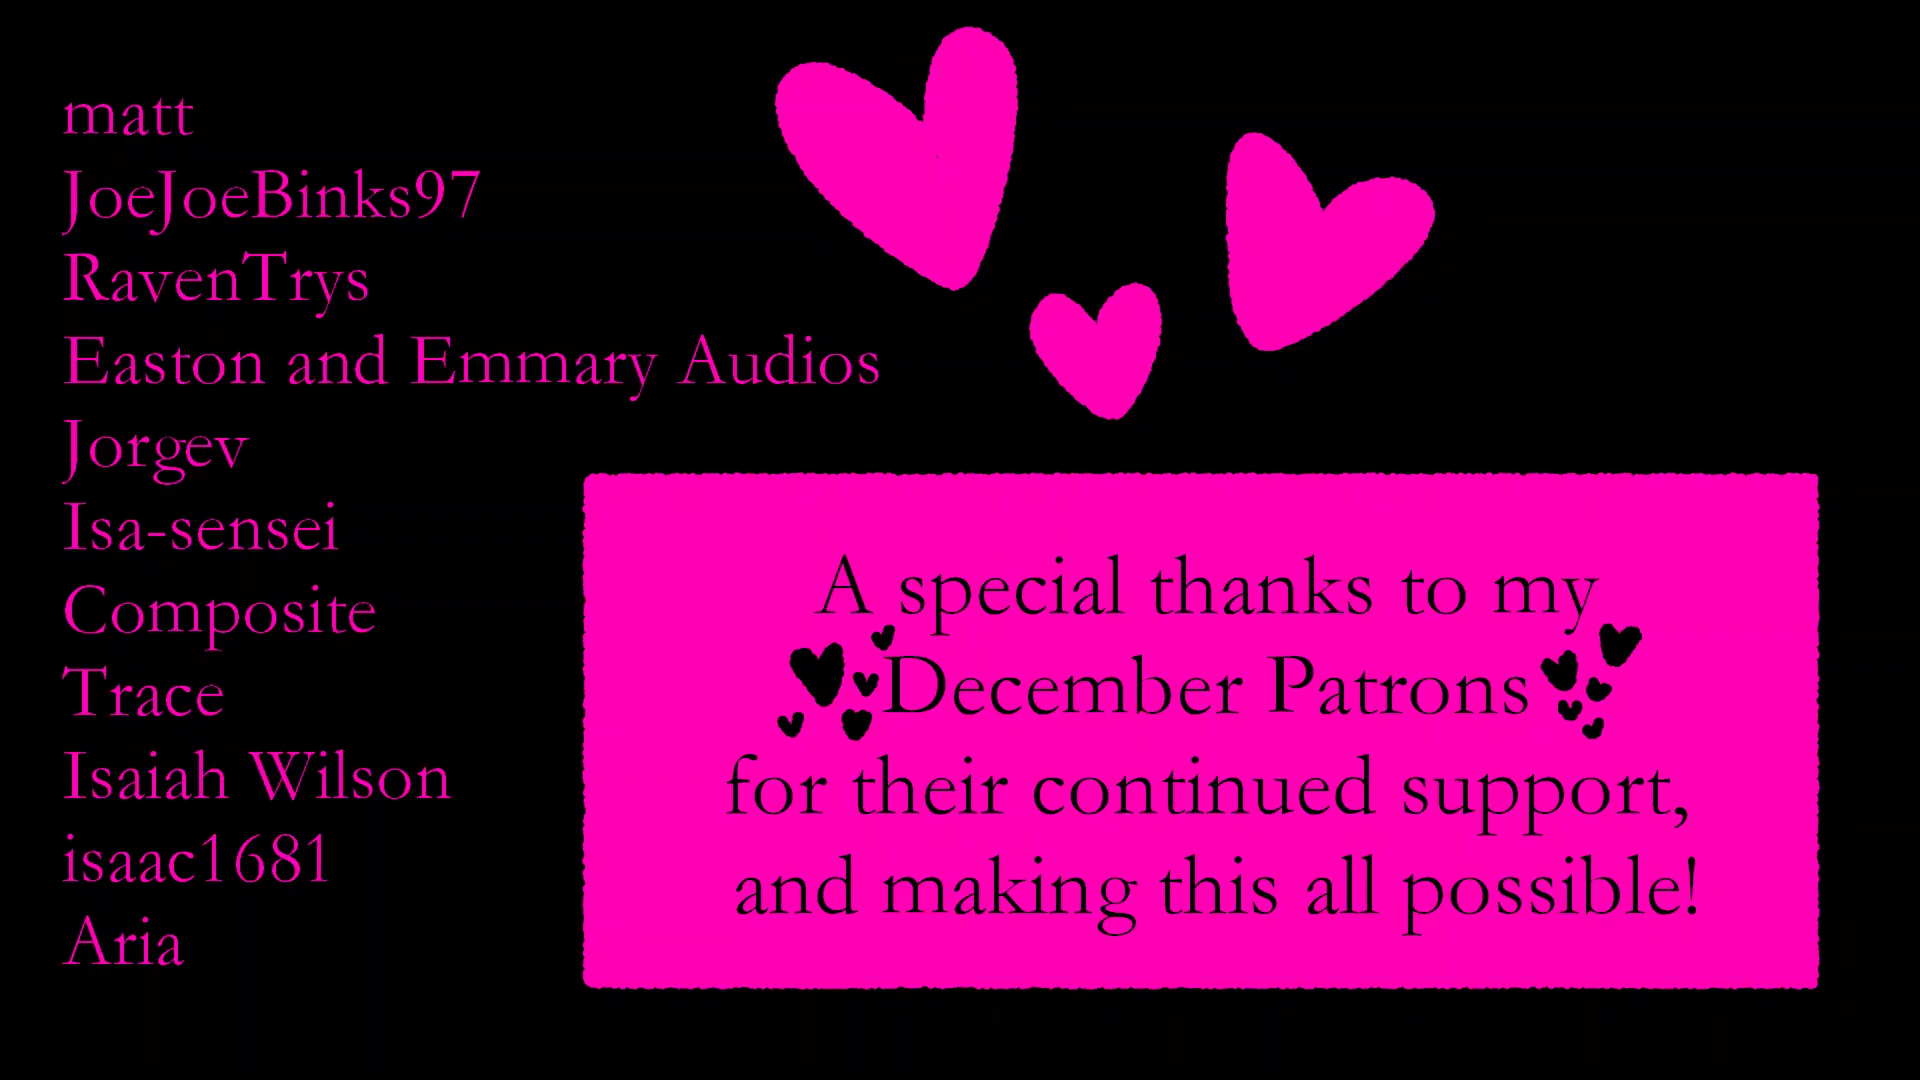 matt
JoeJoeBinks97
RavenTrys
Easton and Emmary Audios
Jorgev
Isa-sensei
Composite
Trace
Isaiah Wilson
isaac1681
Aria
A special thanks to my
December Patrons
for their continued support,
and making this all possible!